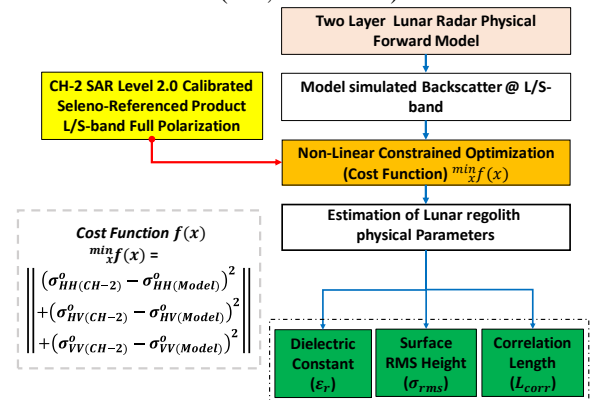 Two Layer Lunar Radar Physical
Forward Model
CH-2 SAR Level 2.0 Calibrated
Seleno-Referenced Product
L/S-band Full Polarization
Model simulated Backscatter @ L/S-
band
Non-Linear Constrained Optimization
(Cost Function) min x f(x)
Estimation of Lunar regolith
physical Parameters
Cost Function f(x)
min x f(x) =
‖ (σ°HH(CH−2) − σ°HH(Model))² ‖
‖ +(σ°HV(CH−2) − σ°HV(Model))² ‖
‖ +(σ°VV(CH−2) − σ°VV(Model))² ‖
Dielectric
Constant
(εr)
Surface
RMS Height
(σrms)
Correlation
Length
(Lcorr)